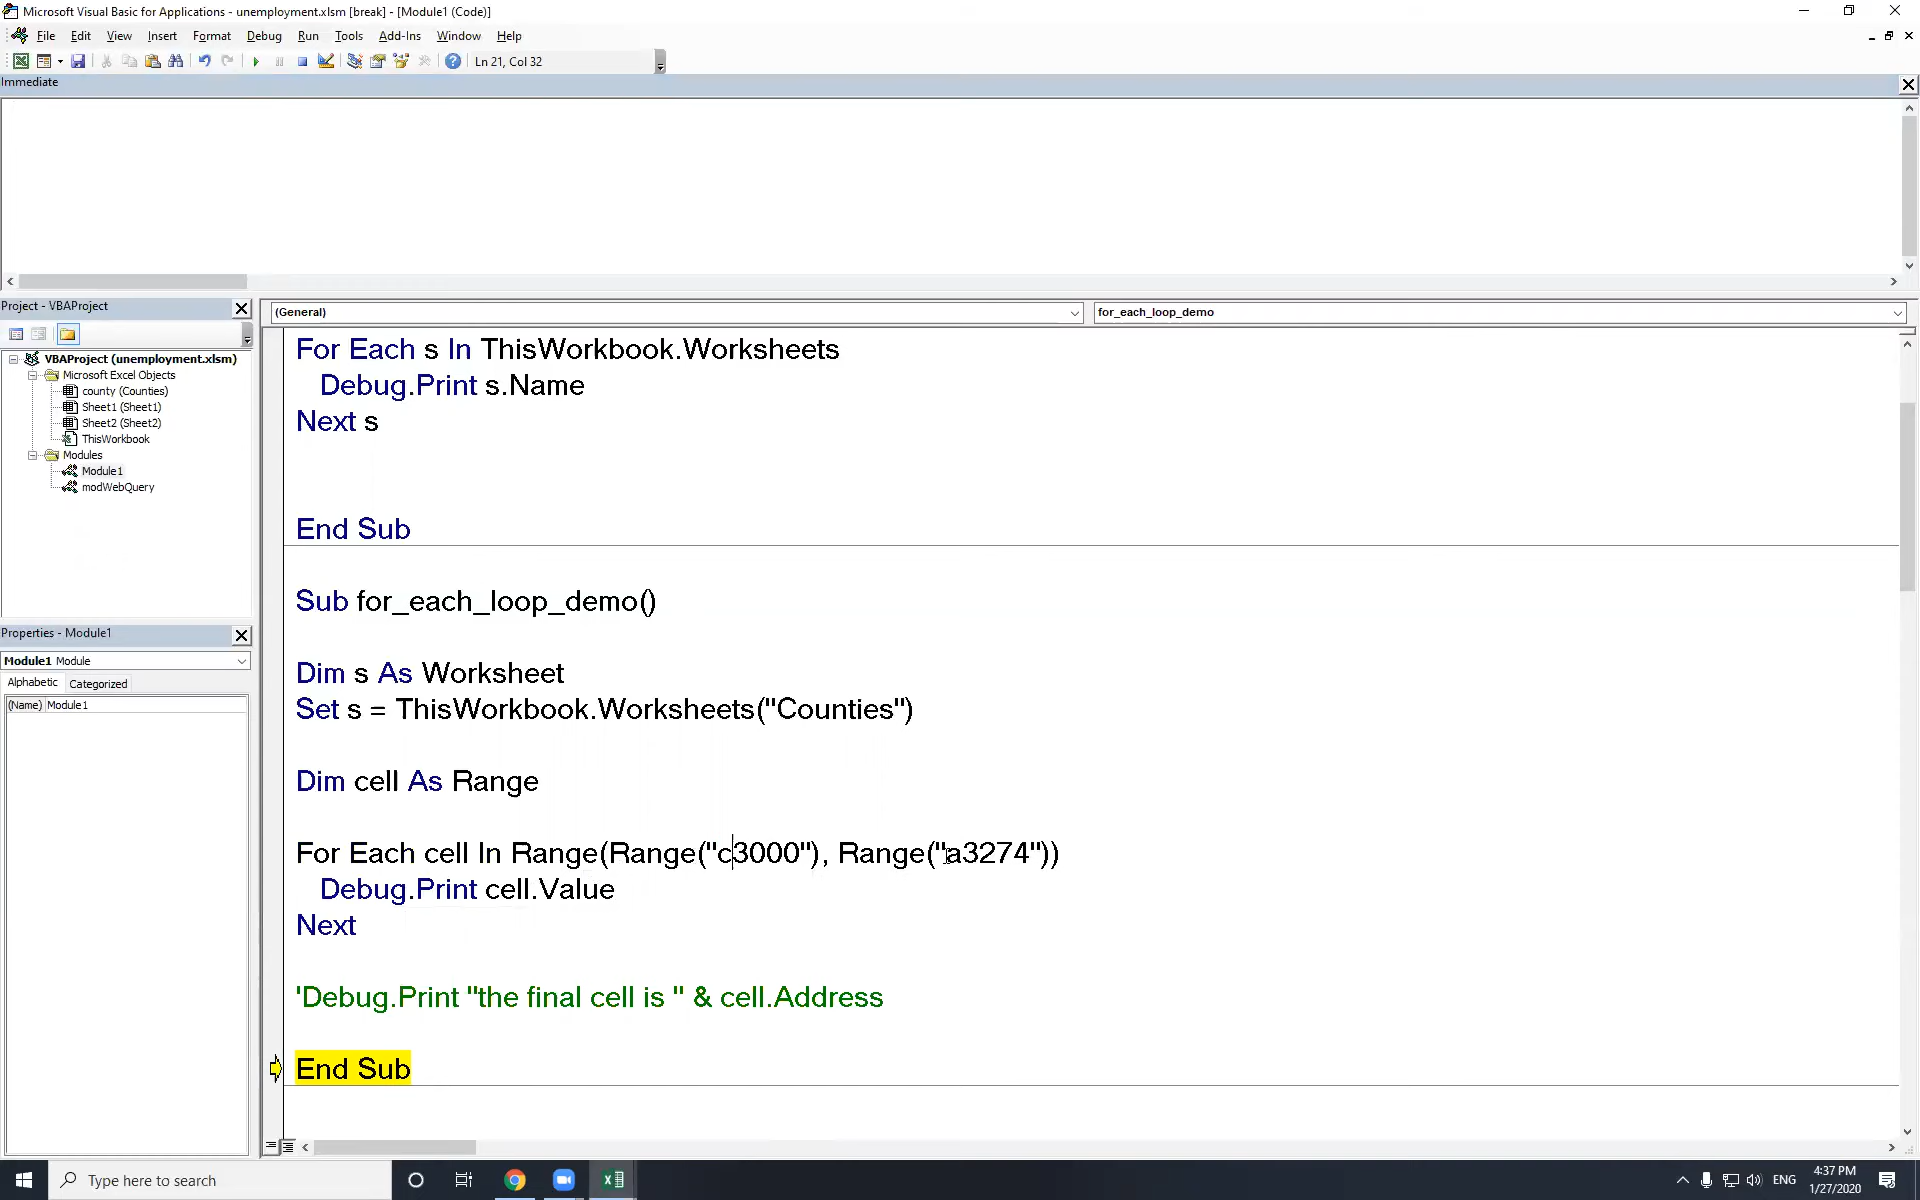 Microsoft Visual Basic for Applications - unemployment.xlsm [break] - [Module1 (Code)]
File Edit View Insert Format Debug Run Tools Add-Ins Window Help
Ln 21, Col 32
Immediate
Project - VBAProject
VBAProject (unemployment.xlsm)
Microsoft Excel Objects
county (Counties)
Sheet1 (Sheet1)
Sheet2 (Sheet2)
ThisWorkbook
Modules
Module1
modWebQuery
Properties - Module1
Module1 Module
Alphabetic Categorized
(Name) Module1
(General) for_each_loop_demo
For Each s In ThisWorkbook.Worksheets
Debug.Print s.Name
Next s
End Sub
Sub for_each_loop_demo()
Dim s As Worksheet
Set s = ThisWorkbook.Worksheets("Counties")
Dim cell As Range
For Each cell In Range(Range("c3000"), Range("a3274"))
Debug.Print cell.Value
Next
'Debug.Print "the final cell is " & cell.Address
End Sub
Type here to search
ENG
4:37 PM
1/27/2020